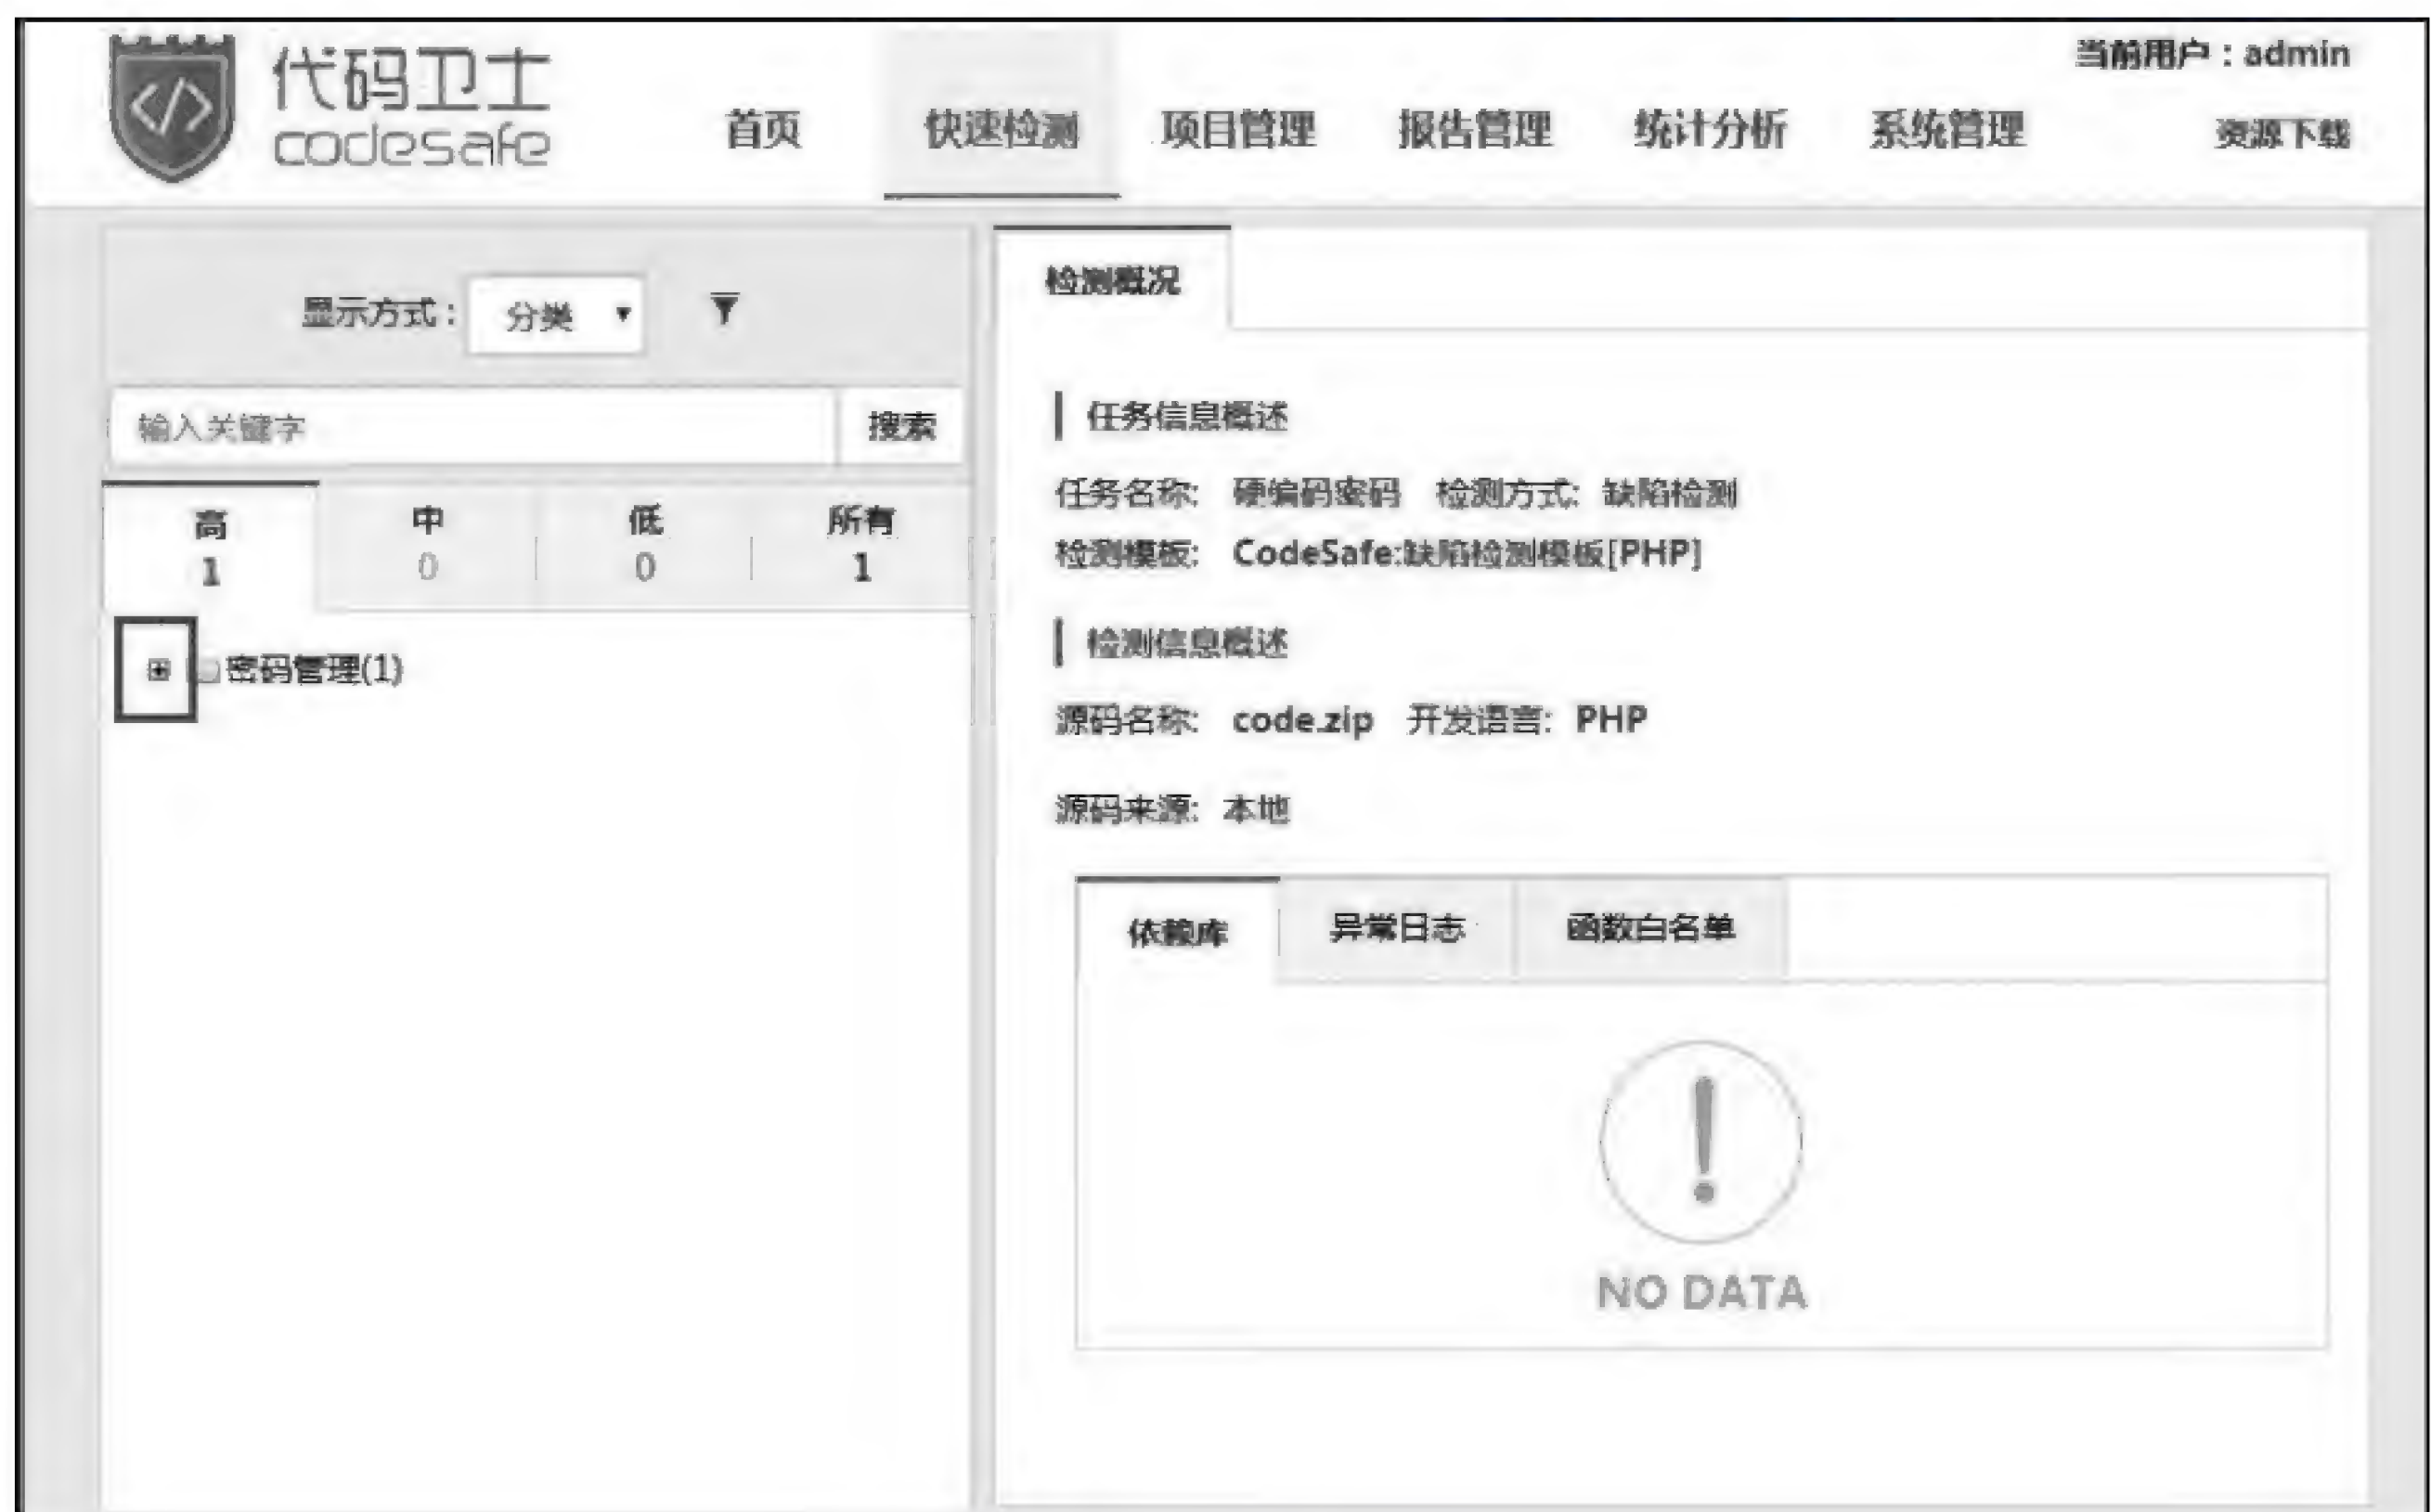 代码卫士
codesafe
当前用户：admin
首页 快速检测 项目管理 报告管理 统计分析 系统管理 资源下载
显示方式： 分类
输入关键字 搜索
高 中 低 所有
1 0 0 1
密码管理(1)
检测概况
任务信息概述
任务名称: 硬编码密码 检测方式: 缺陷检测
检测模板: CodeSafe:缺陷检测模板[PHP]
检测信息概述
源码名称: code.zip 开发语言: PHP
源码来源: 本地
依赖库 异常日志 函数白名单
NO DATA